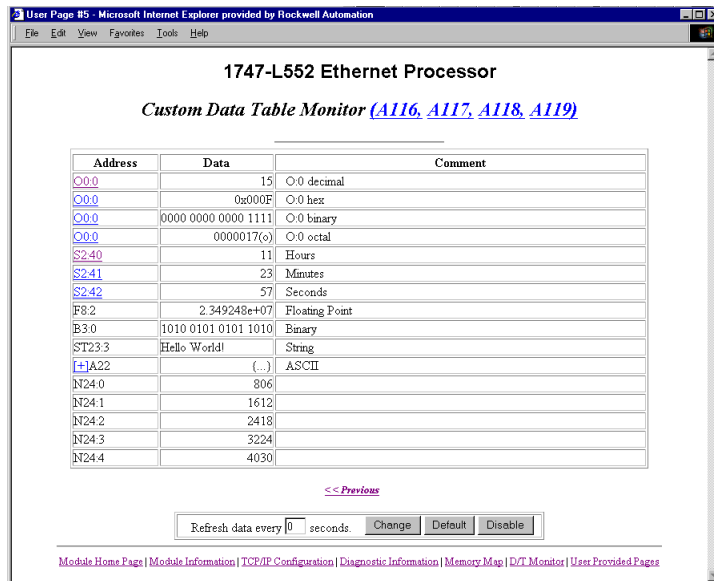 User Page #5 - Microsoft Internet Explorer provided by Rockwell Automation
File Edit View Favorites Tools Help
1747-L552 Ethernet Processor
Custom Data Table Monitor (A116, A117, A118, A119)
Address Data Comment
O0:0 15 O:0 decimal
O0:0 0x000F O:0 hex
O0:0 0000 0000 0000 1111 O:0 binary
O0:0 0000017(o) O:0 octal
S2:40 11 Hours
S2:41 23 Minutes
S2:42 57 Seconds
F8:2 2.349248e+07 Floating Point
B3:0 1010 0101 0101 1010 Binary
ST23:3 Hello World! String
[+]A22 {...} ASCII
N24:0 806
N24:1 1612
N24:2 2418
N24:3 3224
N24:4 4030
<< Previous
Refresh data every 0 seconds. Change Default Disable
Module Home Page | Module Information | TCP/IP Configuration | Diagnostic Information | Memory Map | D/T Monitor | User Provided Pages